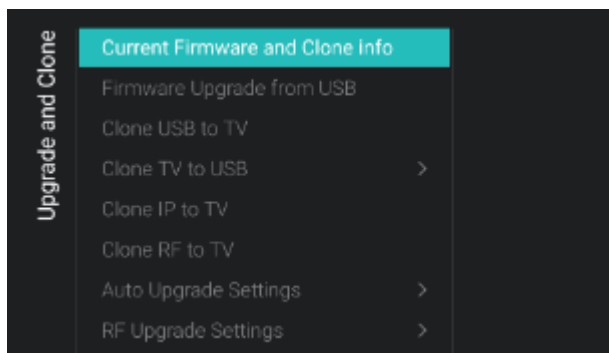 Upgrade and Clone
Current Firmware and Clone info
Firmware Upgrade from USB
Clone USB to TV
Clone TV to USB >
Clone IP to TV
Clone RF to TV
Auto Upgrade Settings >
RF Upgrade Settings >